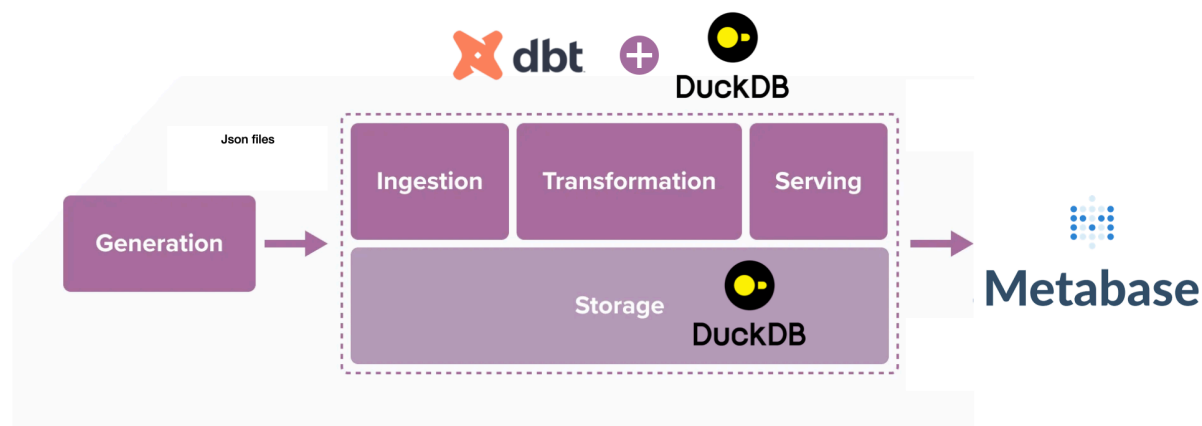 dbt
DuckDB
Json files
Ingestion
Transformation
Serving
Generation
Storage
DuckDB
Metabase